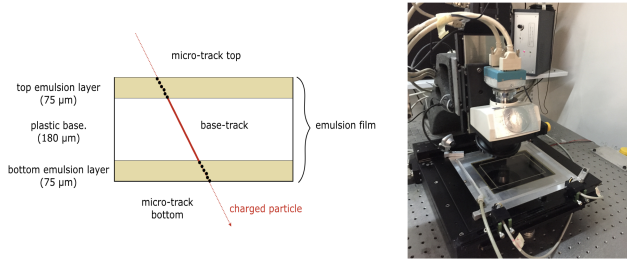 micro-track top
top emulsion layer
(75 μm)
plastic base.
(180 μm)
base-track
emulsion film
bottom emulsion layer
(75 μm)
micro-track
bottom
charged particle